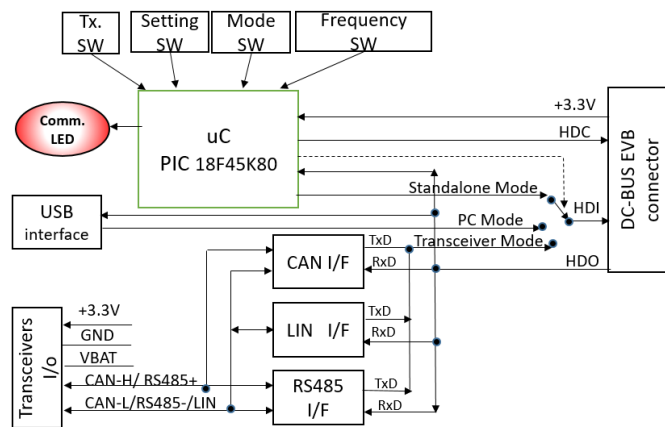 Tx.
SW
Setting
SW
Mode
SW
Frequency
SW
Comm.
LED
uC
PIC 18F45K80
+3.3V
HDC
DC-BUS EVB
connector
Standalone Mode
HDI
USB
interface
PC Mode
TxD
Transceiver Mode
CAN I/F
RxD
HDO
+3.3V
GND
VBAT
CAN-H/ RS485+
CAN-L/RS485-/LIN
Transceivers
I/o
TxD
LIN I/F
RxD
RS485
I/F
TxD
RxD